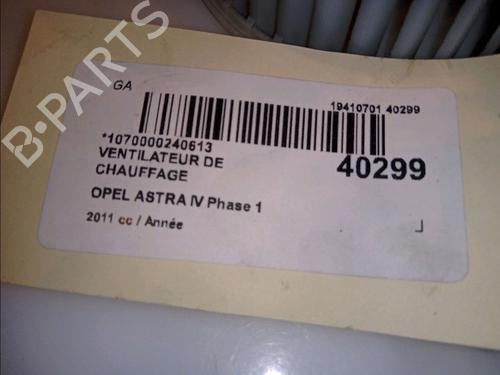 B-PARTS
GA
19410701 40299
*1070000240613
40299
VENTILATEUR DE
CHAUFFAGE
OPEL ASTRA IV Phase 1
2011 cc / Année